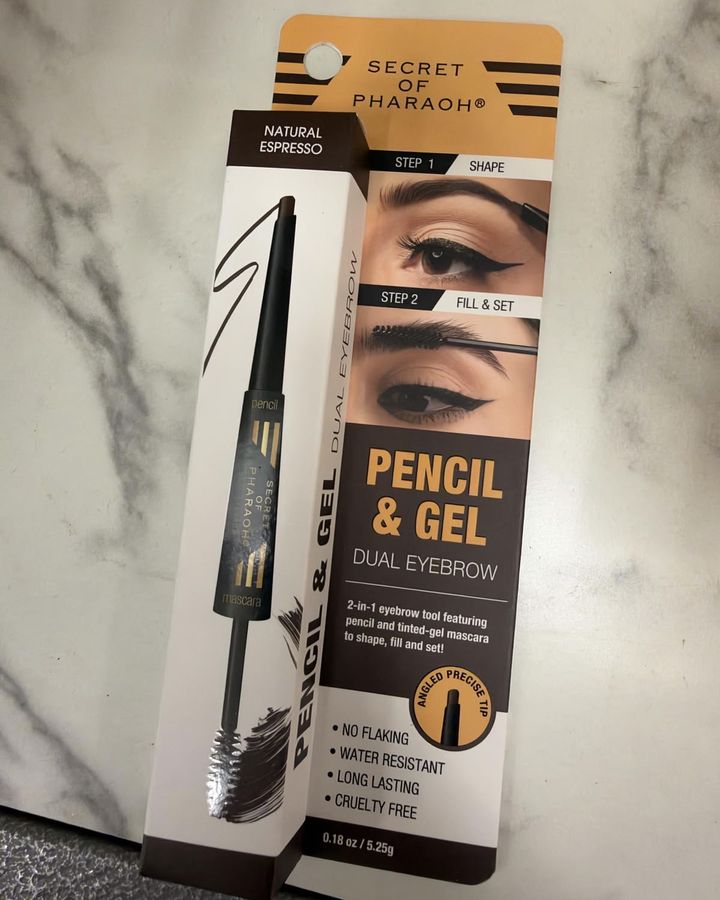 SECRET
OF
PHARAOH®
NATURAL
ESPRESSO
STEP 1 SHAPE
STEP 2 FILL & SET
pencil
SECRET
OF
PHARAOH
mascara
PENCIL & GEL DUAL EYEBROW
PENCIL
& GEL
DUAL EYEBROW
2-in-1 eyebrow tool featuring
pencil and tinted-gel mascara
to shape, fill and set!
ANGLED PRECISE TIP
• NO FLAKING
• WATER RESISTANT
• LONG LASTING
• CRUELTY FREE
0.18 oz / 5.25g